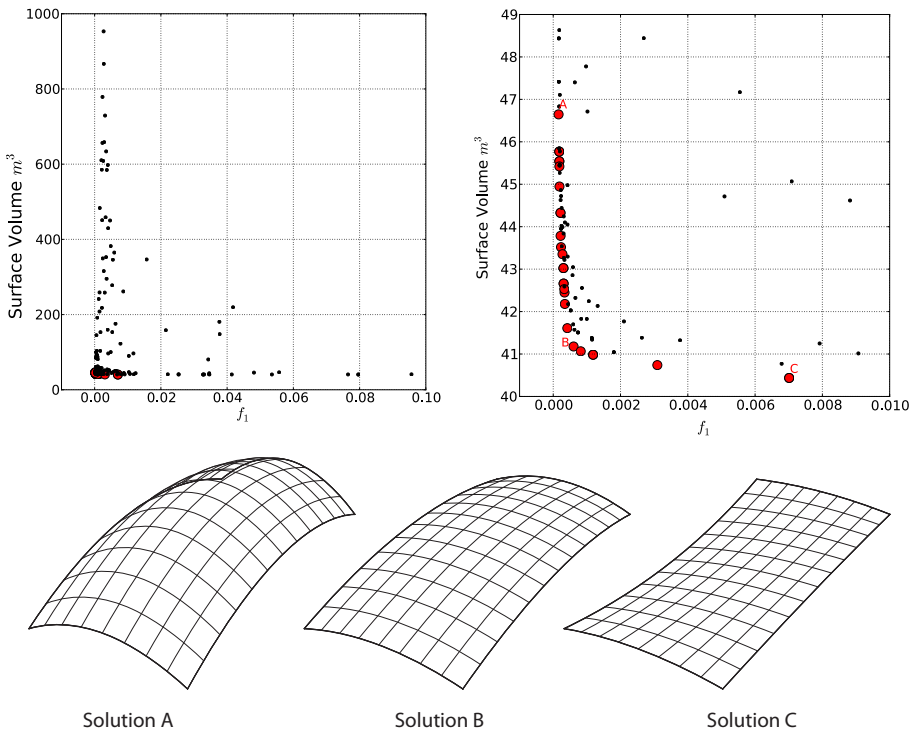 1000
800
600
400
200
0
Surface Volume m³
0.00 0.02 0.04 0.06 0.08 0.10
f₁
49
48
47
46
45
44
43
42
41
40
Surface Volume m³
A
B
C
0.000 0.002 0.004 0.006 0.008 0.010
f₁
Solution A
Solution B
Solution C